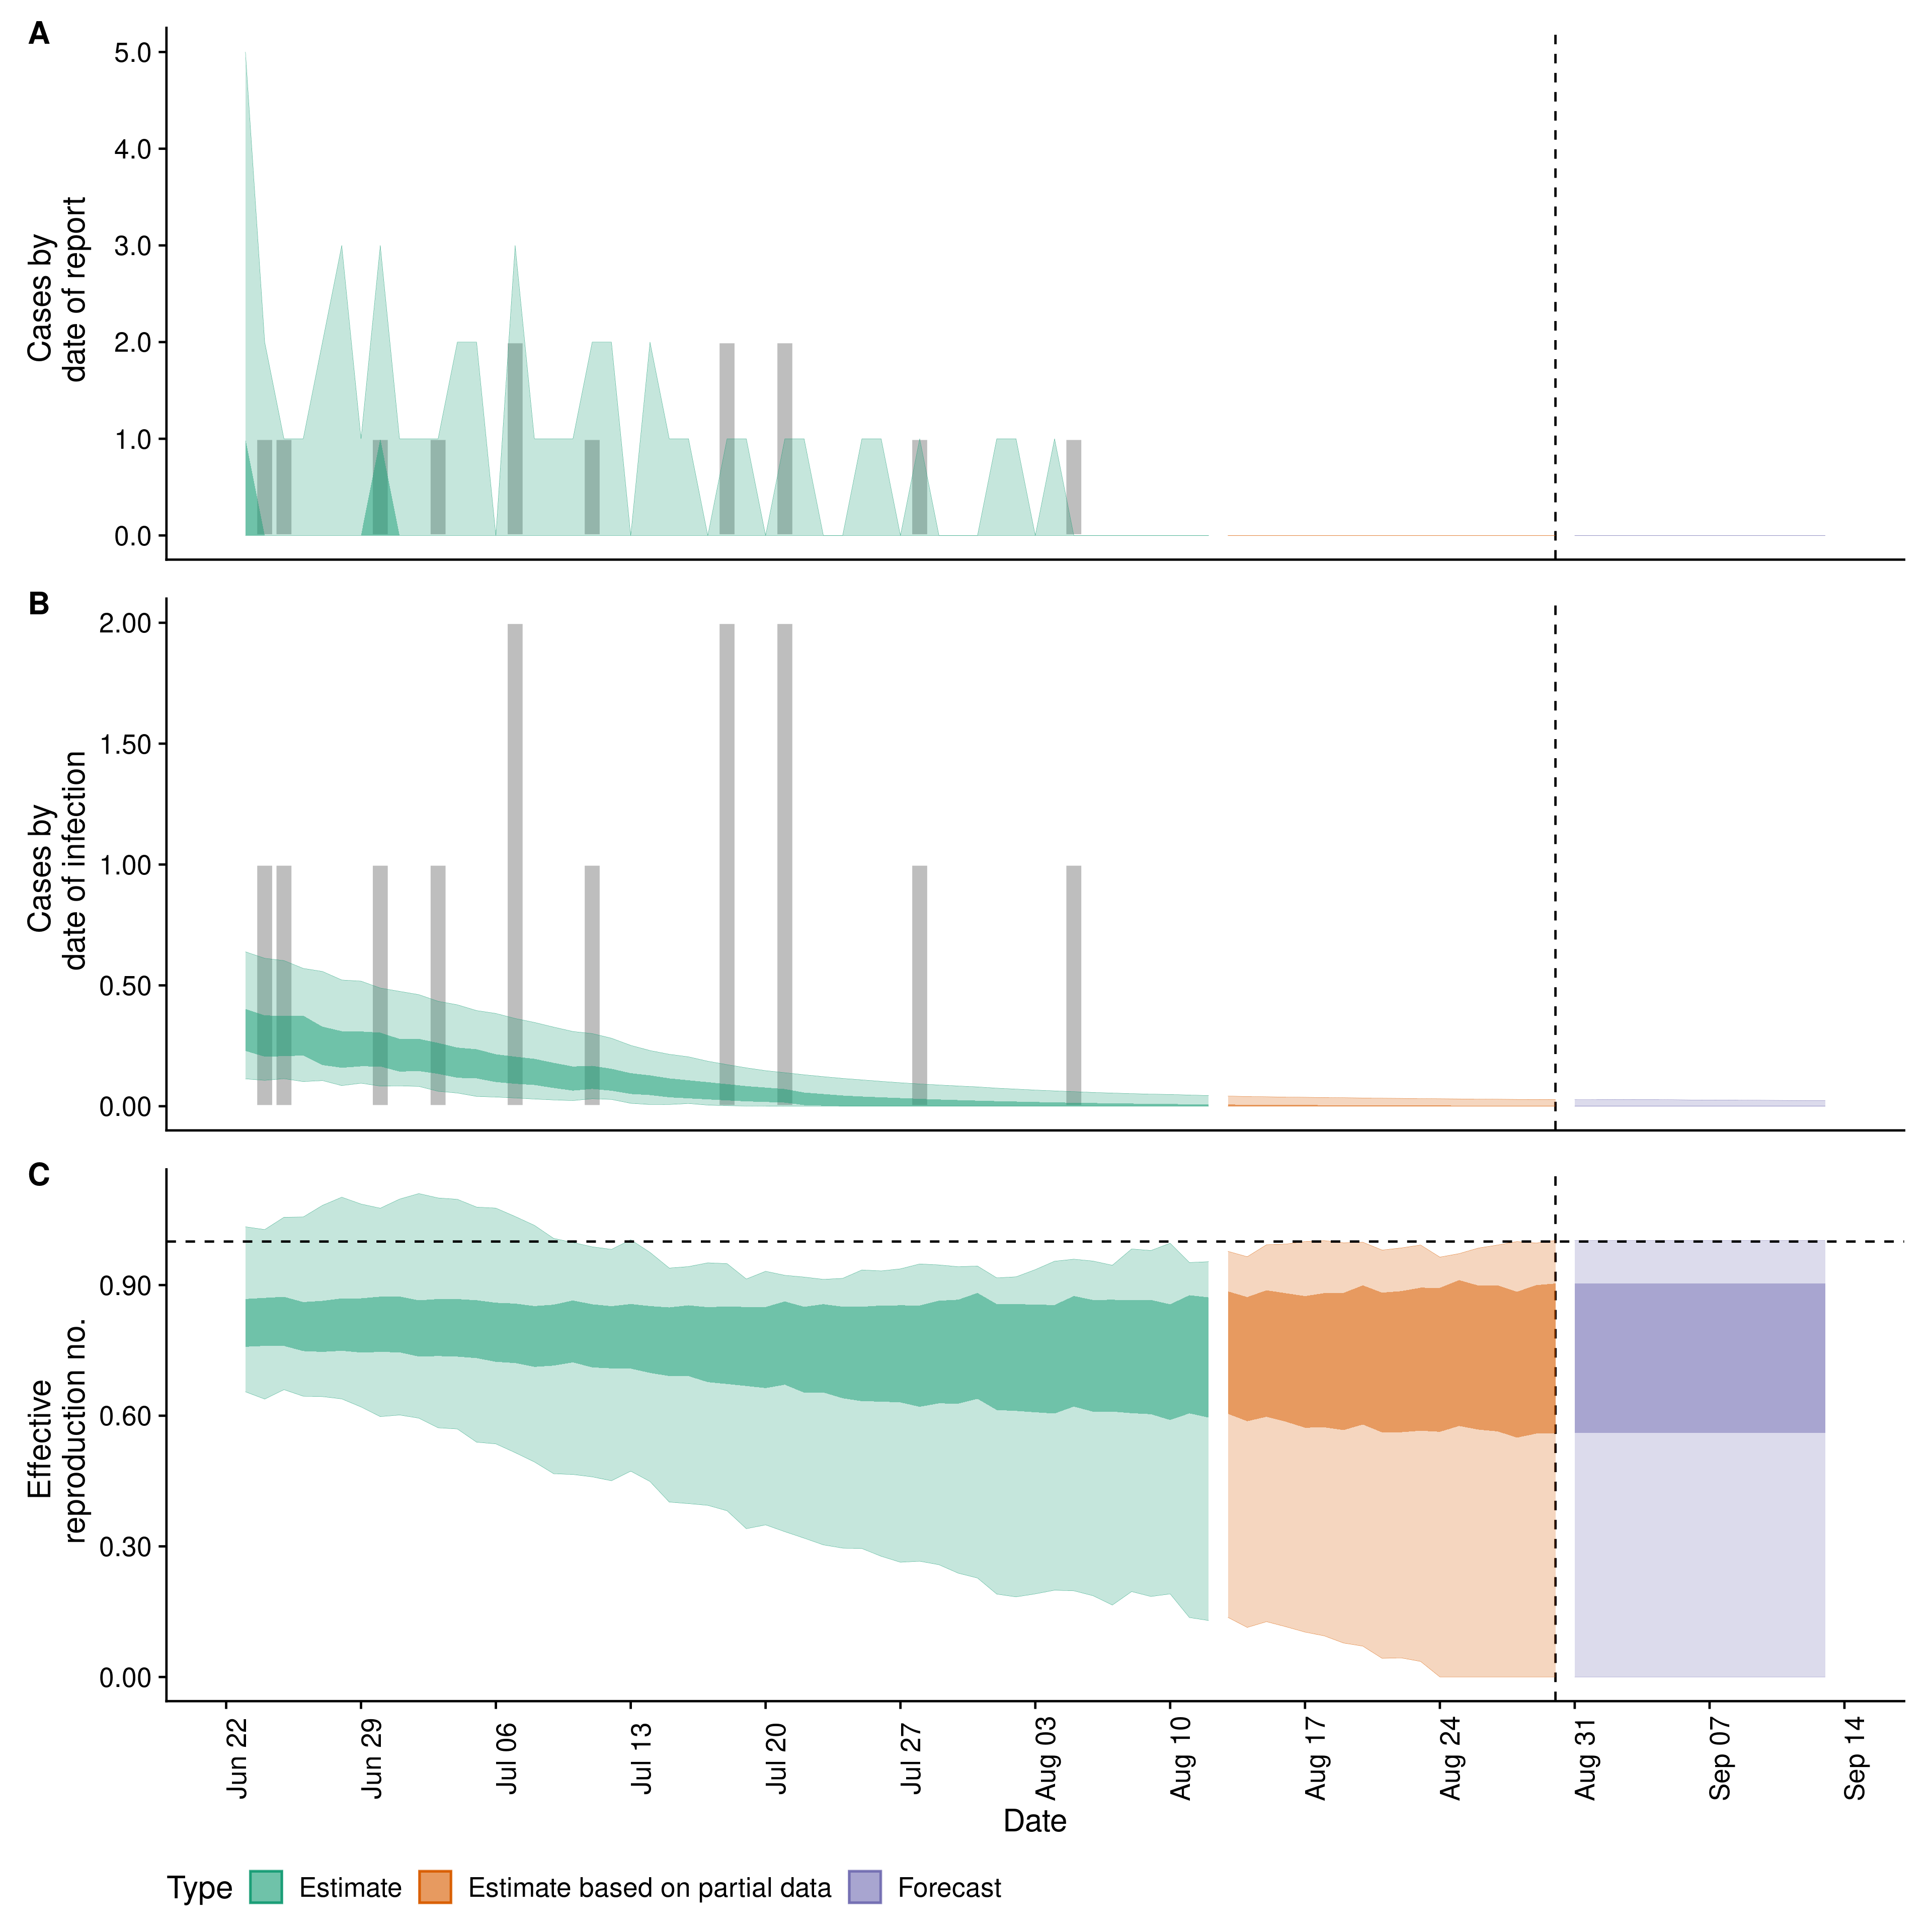 A
5.0
4.0
3.0
2.0
1.0
0.0
Cases by
date of report
B
2.00
1.50
1.00
0.50
0.00
Cases by
date of infection
C
0.90
0.60
0.30
0.00
Effective
reproduction no.
Jun 22
Jun 29
Jul 06
Jul 13
Jul 20
Jul 27
Aug 03
Aug 10
Aug 17
Aug 24
Aug 31
Sep 07
Sep 14
Date
Type Estimate Estimate based on partial data Forecast